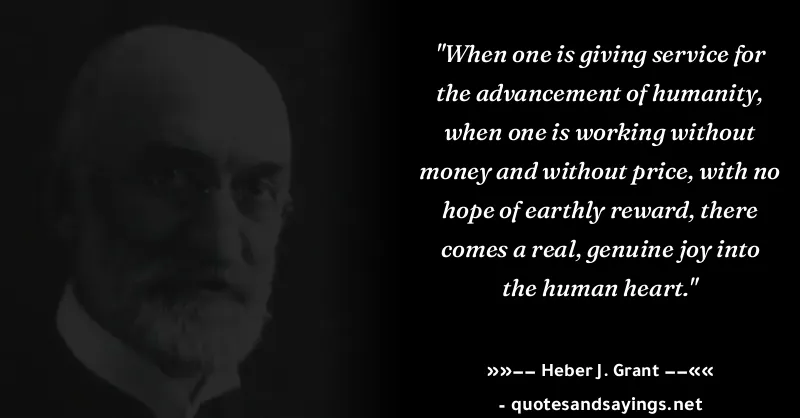 "When one is giving service for
the advancement of humanity,
when one is working without
money and without price, with no
hope of earthly reward, there
comes a real, genuine joy into
the human heart."
»»–– Heber J. Grant ––««
- quotesandsayings.net